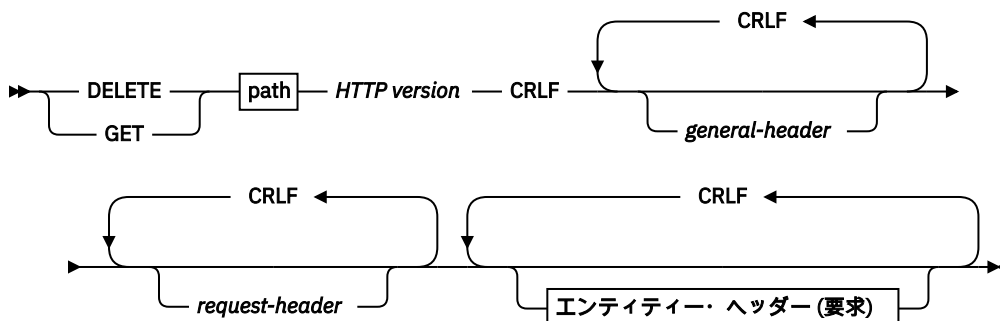 CRLF
DELETE path HTTP version CRLF
GET general-header
CRLF CRLF
request-header エンティティー・ヘッダー (要求)